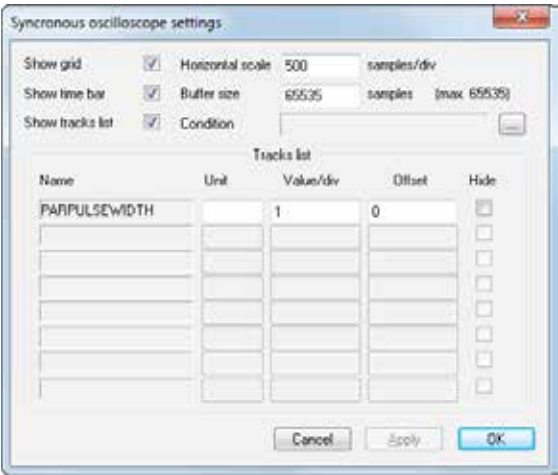 Syncronous oscilloscope settings
Show grid Horizontal scale 500 samples/div
Show time bar Buffer size 65535 samples (max. 65535)
Show tracks list Condition ...
Tracks list
Name Unit Value/div Offset Hide
PARPULSEWIDTH 1 0
Cancel Apply OK